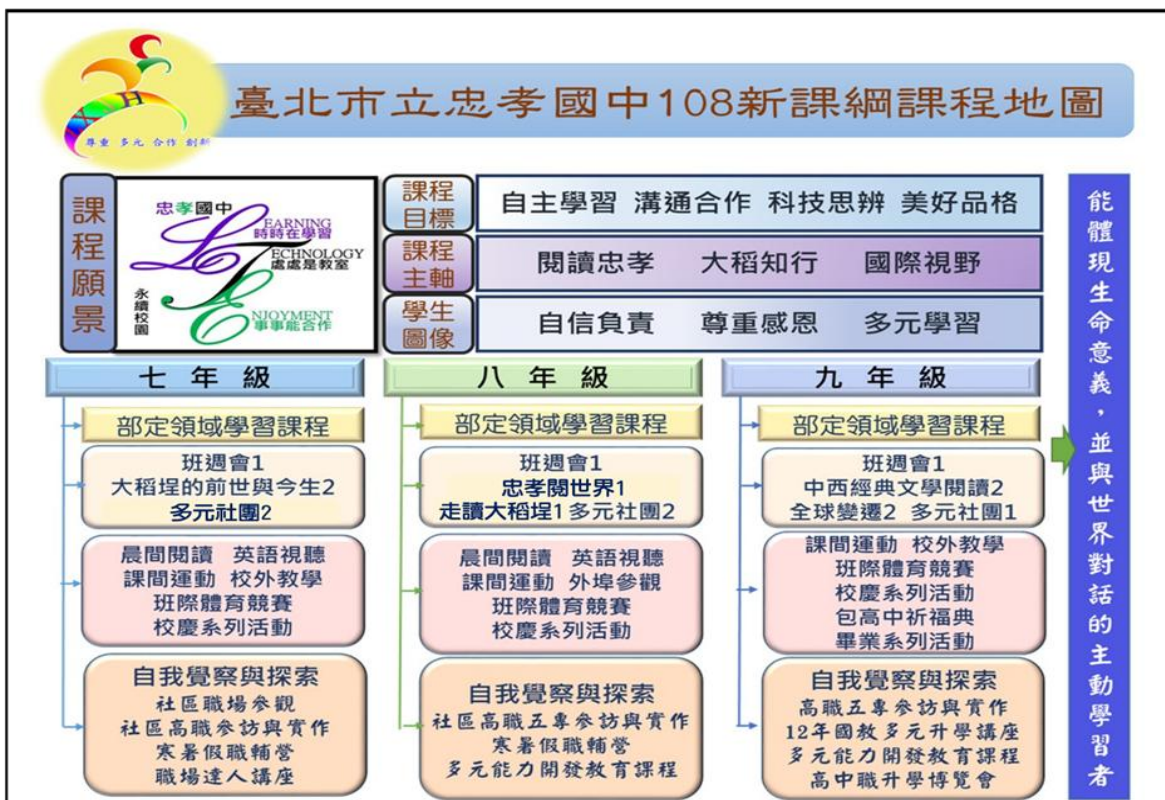 H
尊重 多元 合作 創新
臺北市立忠孝國中108新課綱課程地圖
課程願景
忠孝國中
LEARNING
時時在學習
TECHNOLOGY
處處是教室
ENJOYMENT
事事能合作
永續校園
課程目標
自主學習 溝通合作 科技思辨 美好品格
課程主軸
閱讀忠孝 大稻知行 國際視野
學生圖像
自信負責 尊重感恩 多元學習
七年級
部定領域學習課程
班週會1
大稻埕的前世與今生2
多元社團2
晨間閱讀 英語視聽
課間運動 校外教學
班際體育競賽
校慶系列活動
自我覺察與探索
社區職場參觀
社區高職參訪與實作
寒暑假職輔營
職場達人講座
八年級
部定領域學習課程
班週會1
忠孝閱世界1
走讀大稻埕1 多元社團2
晨間閱讀 英語視聽
課間運動 外埠參觀
班際體育競賽
校慶系列活動
自我覺察與探索
社區高職五專參訪與實作
寒暑假職輔營
多元能力開發教育課程
九年級
部定領域學習課程
班週會1
中西經典文學閱讀2
全球變遷2 多元社團1
課間運動 校外教學
班際體育競賽
校慶系列活動
包高中祈福典
畢業系列活動
自我覺察與探索
高職五專參訪與實作
12年國教多元升學講座
多元能力開發教育課程
高中職升學博覽會
能體現生命意義，並與世界對話的主動學習者